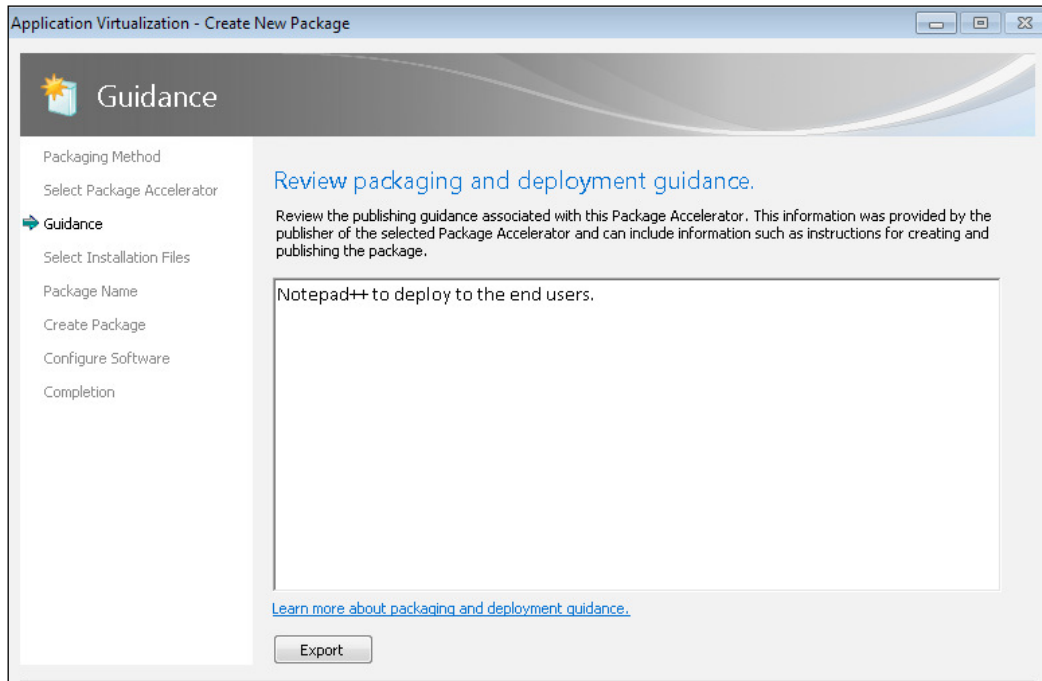 Application Virtualization - Create New Package
Guidance
Packaging Method
Select Package Accelerator
Guidance
Select Installation Files
Package Name
Create Package
Configure Software
Completion
Review packaging and deployment guidance.
Review the publishing guidance associated with this Package Accelerator. This information was provided by the
publisher of the selected Package Accelerator and can include information such as instructions for creating and
publishing the package.
Notepad++ to deploy to the end users.
Learn more about packaging and deployment guidance.
Export